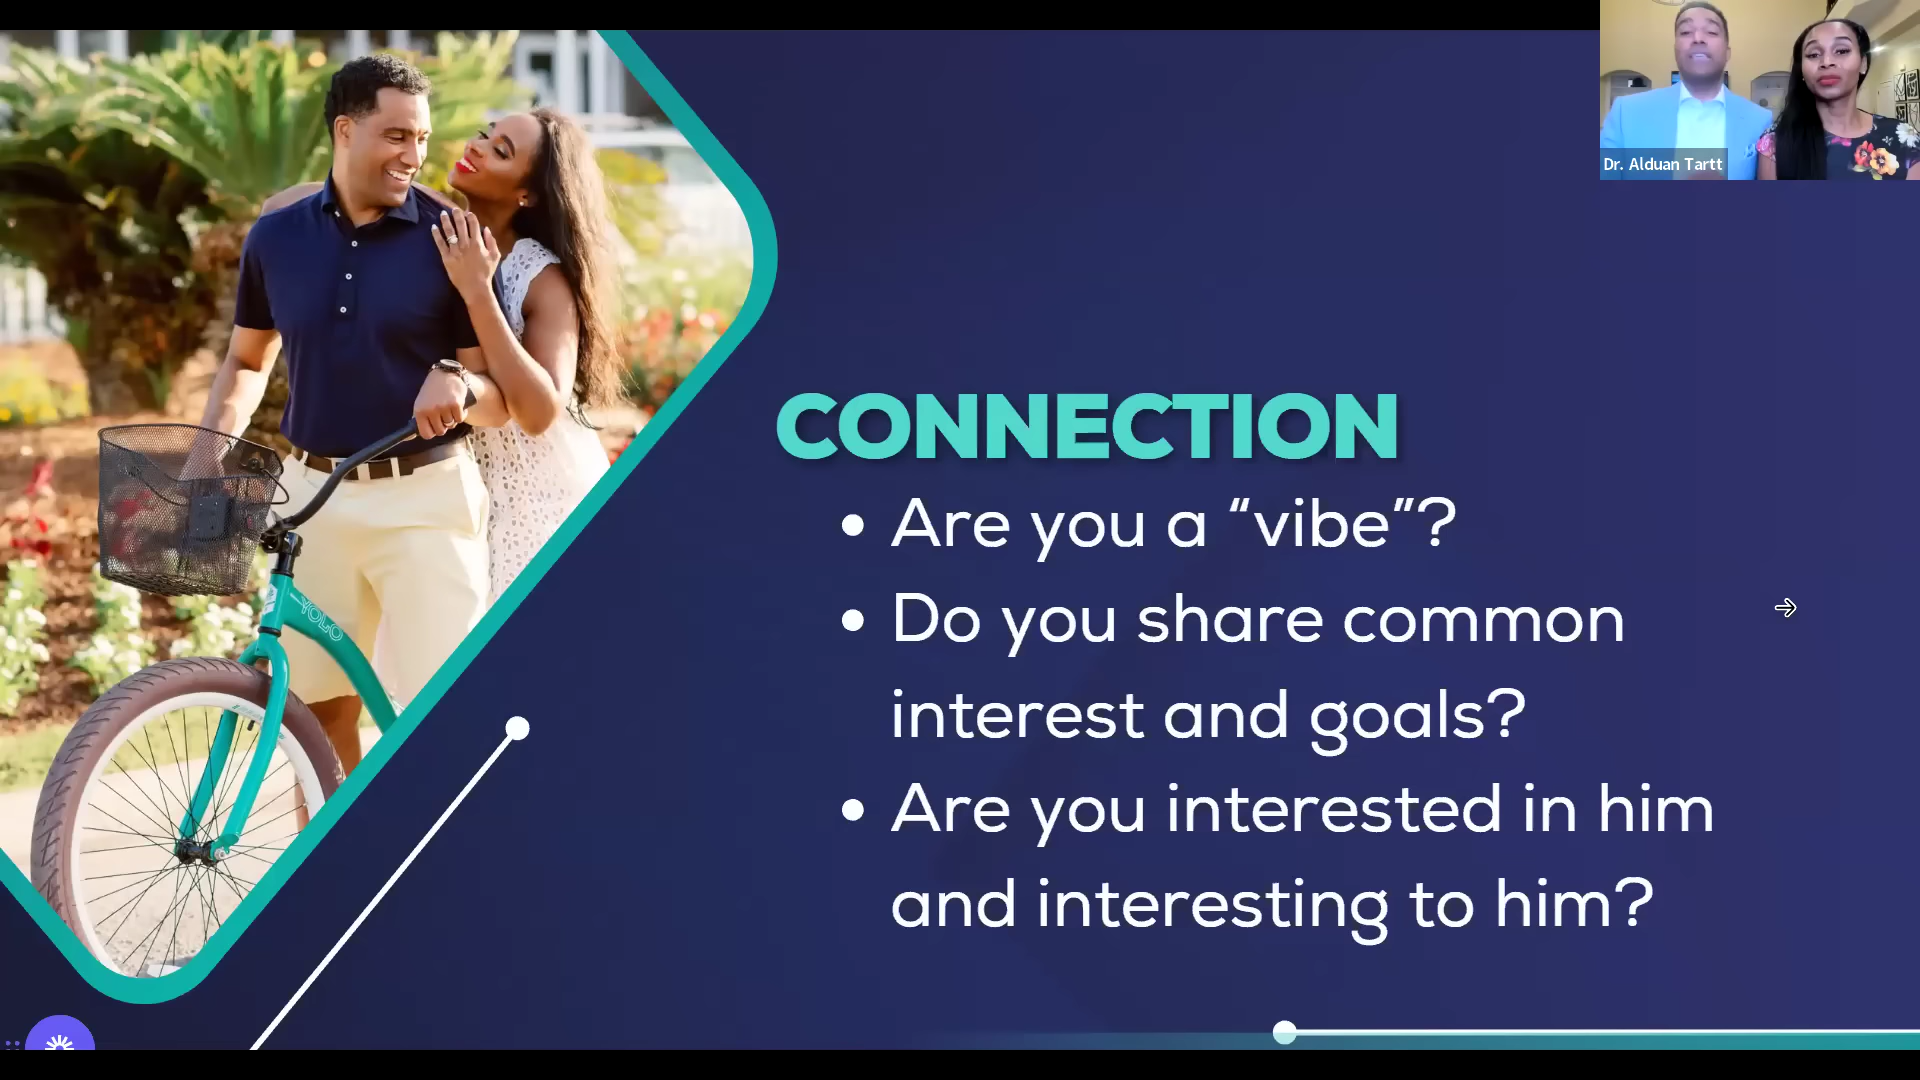 Dr. Alduan Tartt
CONNECTION
• Are you a “vibe”?
• Do you share common
interest and goals?
• Are you interested in him
and interesting to him?
YOLO